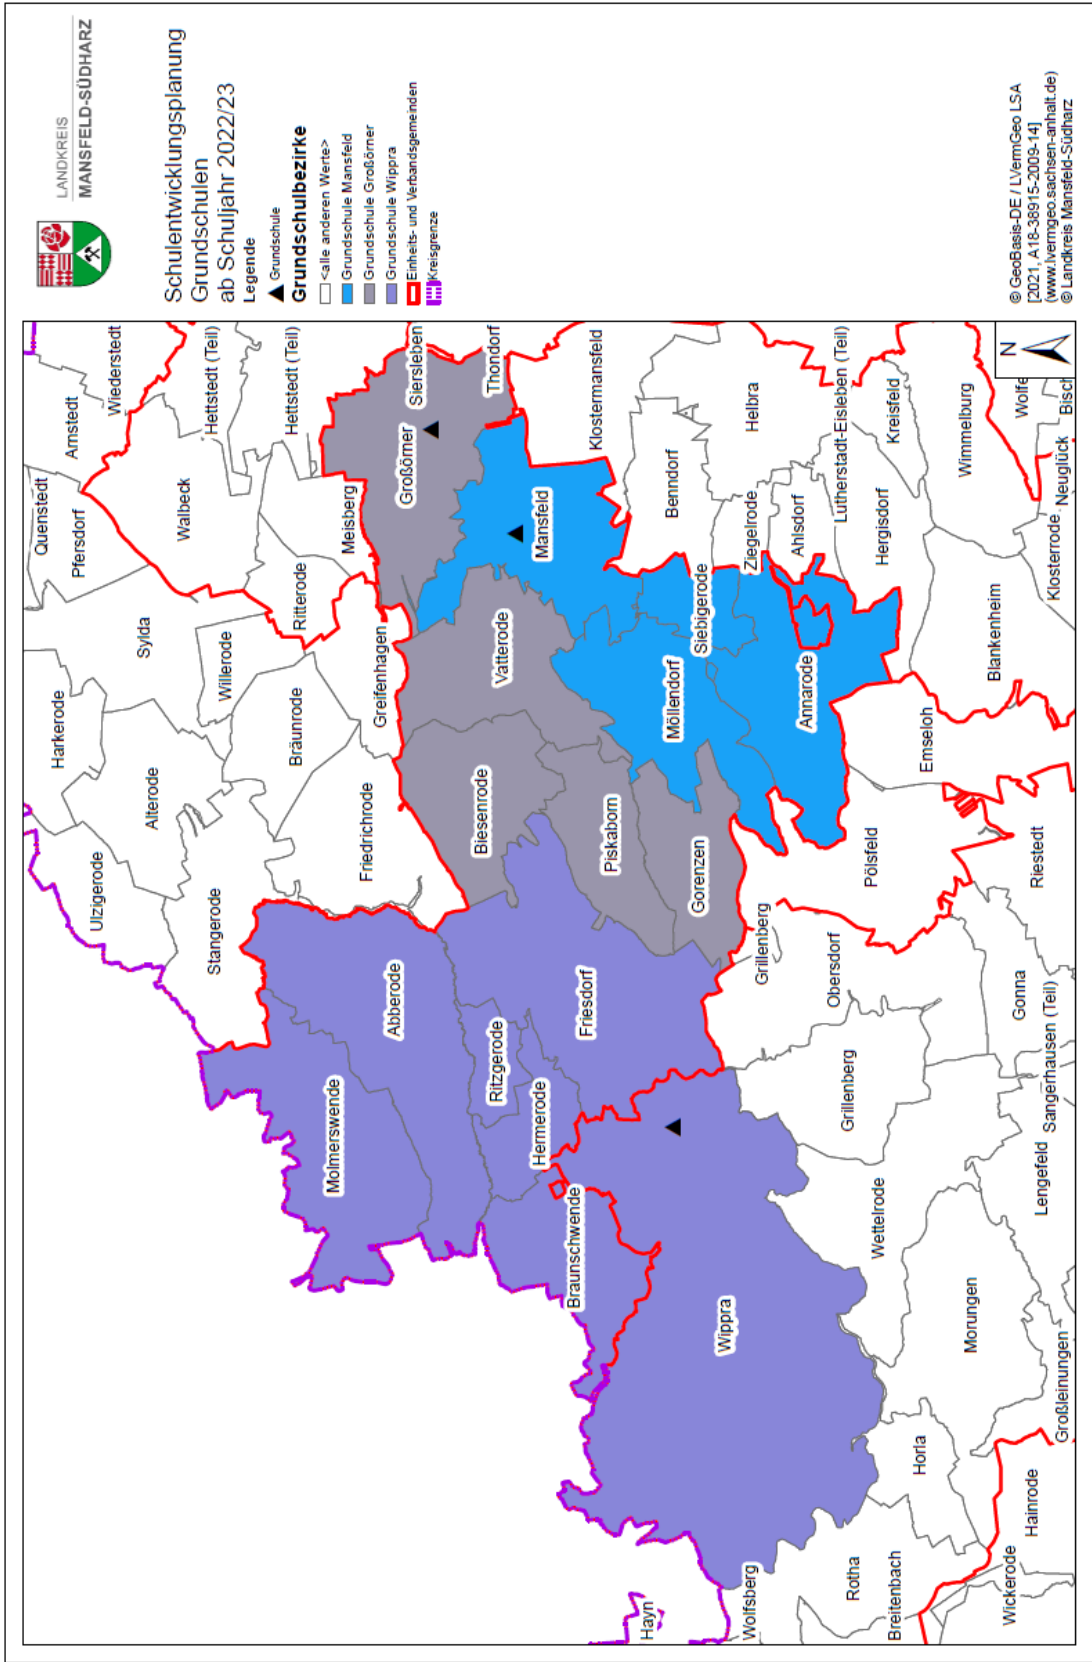 LANDKREIS
MANSFELD-SÜDHARZ
Schulentwicklungsplanung
Grundschulen
ab Schuljahr 2022/23
Legende
Grundschule
Grundschulbezirke
<alle anderen Werte>
Grundschule Mansfeld
Grundschule Großörner
Grundschule Wippra
Einheits- und Verbandsgemeinden
Kreisgrenze
© GeoBasis-DE / LVermGeo LSA
[2021, A18-38915-2009-14]
(www.lvermgeo.sachsen-anhalt.de)
© Landkreis Mansfeld-Südharz
N
Ulzigerode
Harkerode
Quenstedt
Arnstedt
Pfersdorf
Wiederstedt
Sylda
Alterode
Stangerode
Walbeck
Willerode
Hettstedt (Teil)
Bräunrode
Ritterode
Hettstedt (Teil)
Molmerswende
Friedrichrode
Meisberg
Greifenhagen
Abberode
Großörner
Siersleben
Biesenrode
Vatterode
Thondorf
Ritzgerode
Mansfeld
Hermerode
Braunschwende
Friesdorf
Piskaborn
Klostermansfeld
Hayn
Möllendorf
Benndorf
Gorenzen
Siebigerode
Wippra
Wolfsberg
Grillenberg
Ziegelrode
Helbra
Annarode
Ahlsdorf
Obersdorf
Lutherstadt-Eisleben (Teil)
Rotha
Grillenberg
Pölsfeld
Hergisdorf
Kreisfeld
Wettelrode
Breitenbach
Horla
Emseloh
Morungen
Wimmelburg
Blankenheim
Gonna
Wickerode
Hainrode
Lengefeld
Sangerhausen (Teil)
Riestedt
Wolfe
Klosterrode
Neuglück
Bisch
Großleinungen